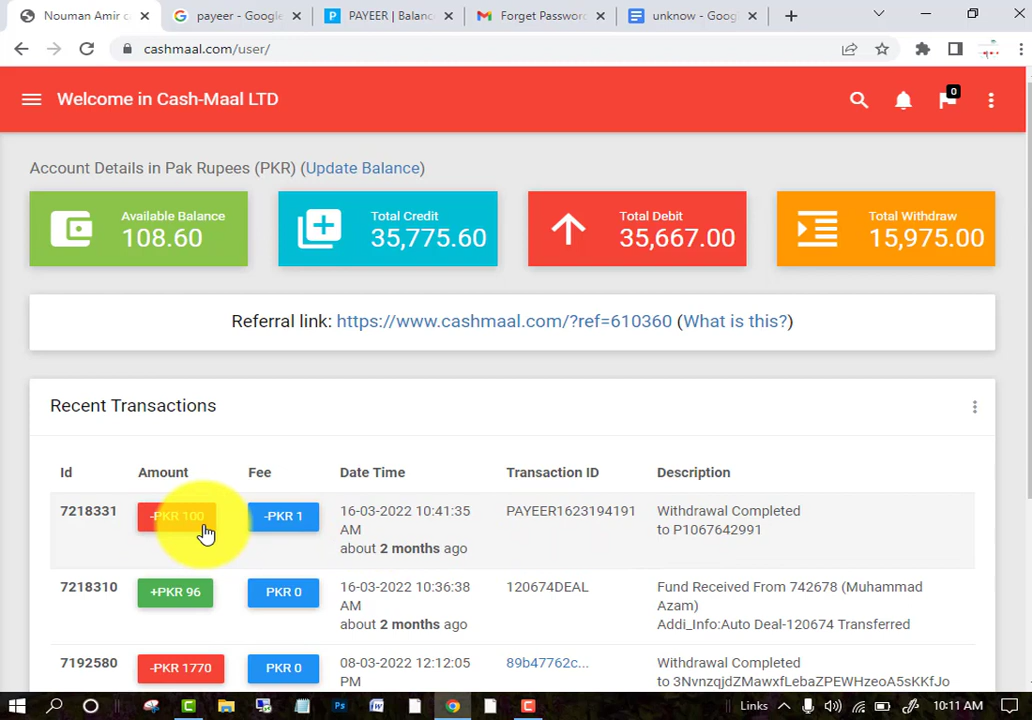 Nouman Amir c
payeer - Google
PAYEER | Balanc
Forget Password
unknow - Goog
cashmaal.com/user/
Welcome in Cash-Maal LTD
0
Account Details in Pak Rupees (PKR) (Update Balance)
Available Balance
108.60
Total Credit
35,775.60
Total Debit
35,667.00
Total Withdraw
15,975.00
Referral link: https://www.cashmaal.com/?ref=610360 (What is this?)
Recent Transactions
Id Amount Fee Date Time Transaction ID Description
7218331 -PKR 100 -PKR 1 16-03-2022 10:41:35 PAYEER1623194191 Withdrawal Completed
AM to P1067642991
about 2 months ago
7218310 +PKR 96 PKR 0 16-03-2022 10:36:38 120674DEAL Fund Received From 742678 (Muhammad
AM Azam)
about 2 months ago Addi_Info:Auto Deal-120674 Transferred
7192580 -PKR 1770 PKR 0 08-03-2022 12:12:05 89b47762c... Withdrawal Completed
PM to 3NvnzqjdZMawxfLebaZPEWHzeoA5sKKfJo
Links 10:11 AM